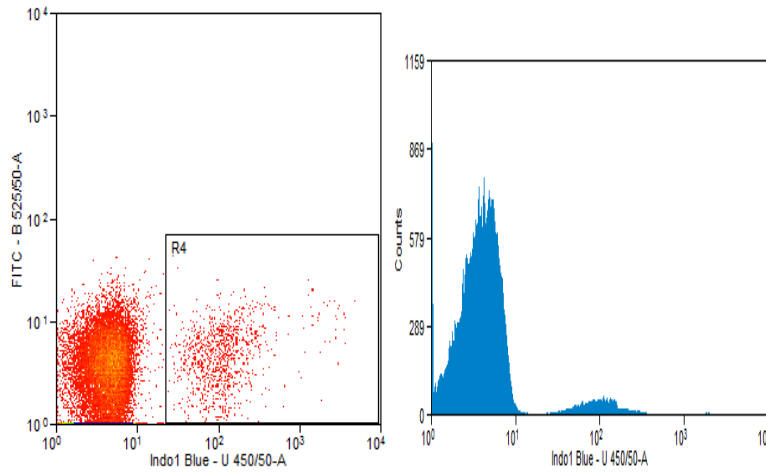 10⁴
10³
10²
10¹
10⁰
FITC - B 525/50-A
R4
10⁰ 10¹ 10² 10³ 10⁴
Indo1 Blue - U 450/50-A
1159
869
579
289
0
Counts
10⁰ 10¹ 10² 10³
Indo1 Blue - U 450/50-A